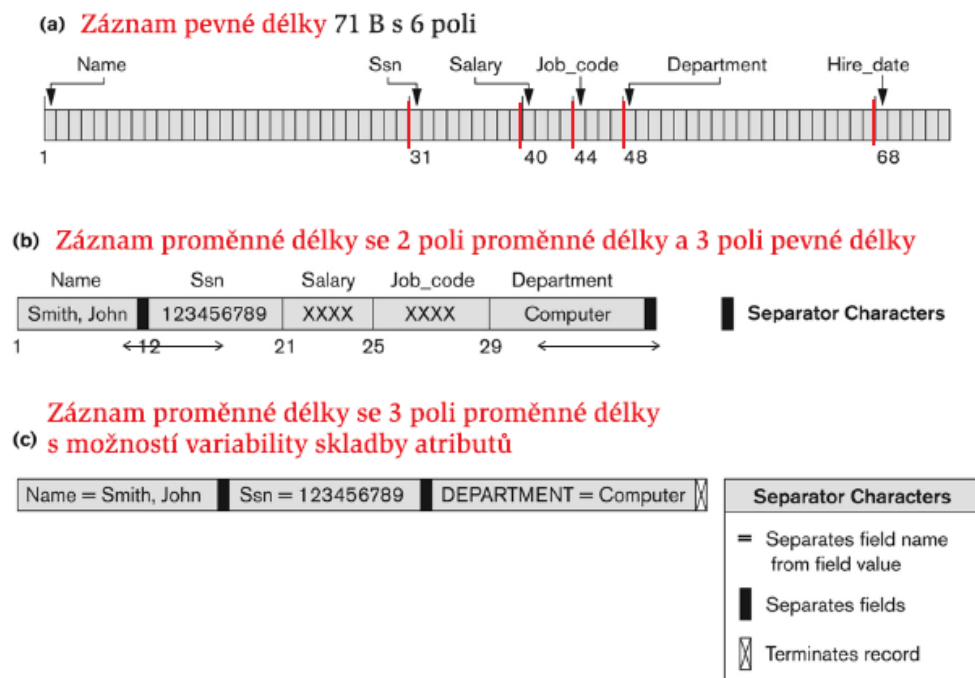 (a) Záznam pevné délky 71 B s 6 poli
Name Ssn Salary Job_code Department Hire_date
1 31 40 44 48 68
(b) Záznam proměnné délky se 2 poli proměnné délky a 3 poli pevné délky
Name Ssn Salary Job_code Department
Smith, John 123456789 XXXX XXXX Computer Separator Characters
1 12 21 25 29
Záznam proměnné délky se 3 poli proměnné délky
(c) s možností variability skladby atributů
Name = Smith, John Ssn = 123456789 DEPARTMENT = Computer
Separator Characters
= Separates field name
from field value
Separates fields
Terminates record